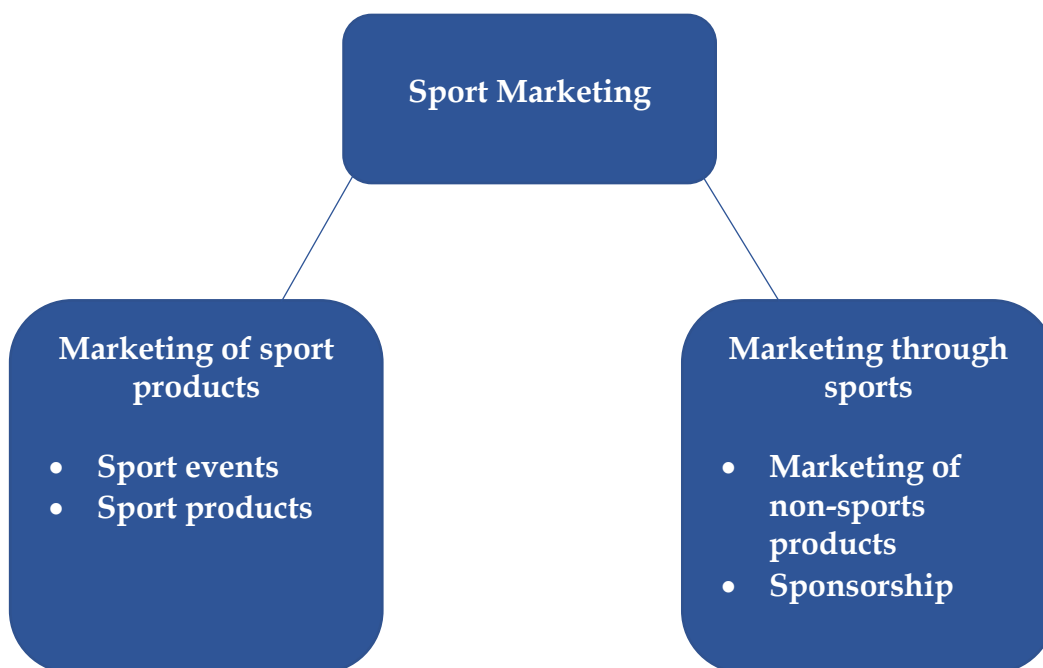 Sport Marketing
Marketing of sport
products
• Sport events
• Sport products
Marketing through
sports
• Marketing of
non-sports
products
• Sponsorship